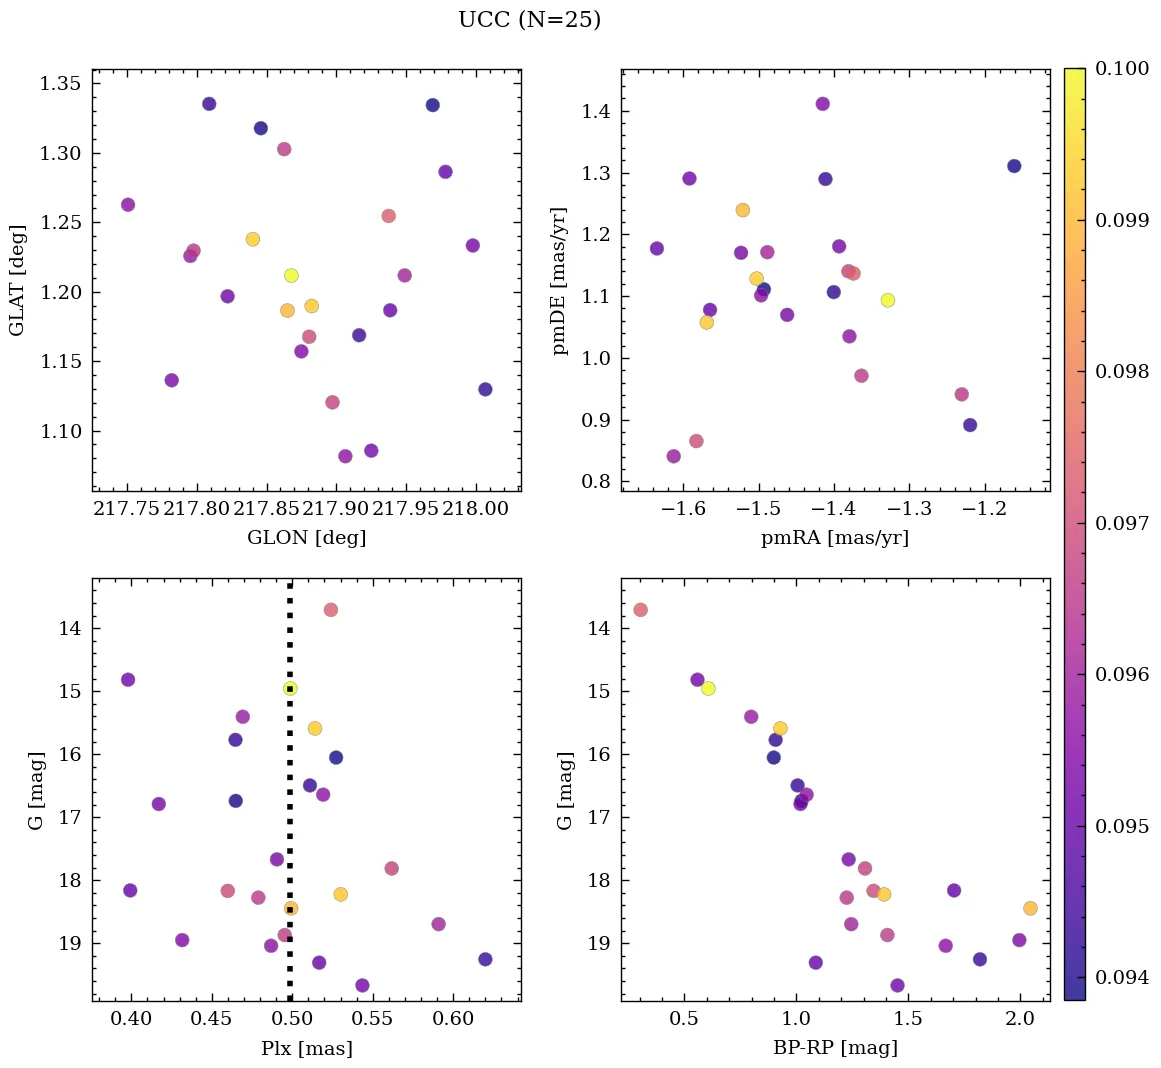 UCC (N=25)
1.35
1.30
1.25
1.20
1.15
1.10
GLAT [deg]
217.75 217.80 217.85 217.90 217.95 218.00
GLON [deg]
1.4
1.3
1.2
1.1
1.0
0.9
0.8
pmDE [mas/yr]
−1.6 −1.5 −1.4 −1.3 −1.2
pmRA [mas/yr]
14
15
16
17
18
19
G [mag]
0.40 0.45 0.50 0.55 0.60
Plx [mas]
14
15
16
17
18
19
G [mag]
0.5 1.0 1.5 2.0
BP-RP [mag]
0.100
0.099
0.098
0.097
0.096
0.095
0.094